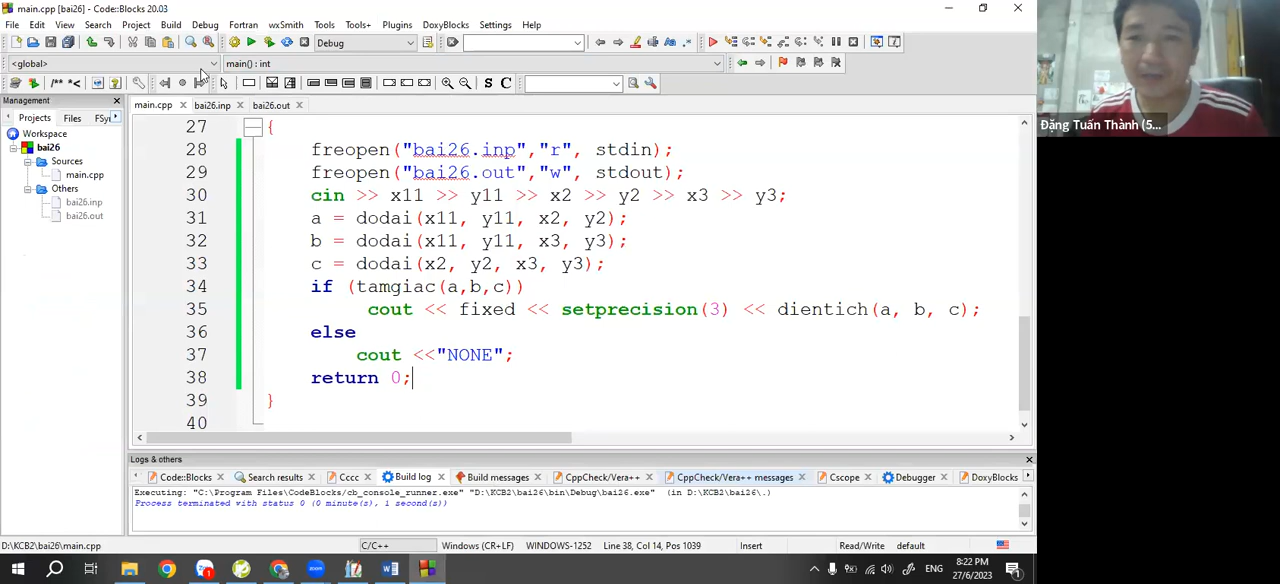 main.cpp [bai26] - Code::Blocks 20.03
File Edit View Search Project Build Debug Fortran wxSmith Tools Tools+ Plugins DoxyBlocks Settings Help
Debug
<global> main() : int
/** *<
S C
Management
main.cpp bai26.inp bai26.out
Projects Files FSy
Workspace
bai26
Sources
main.cpp
Others
bai26.inp
bai26.out
27 {
28 freopen("bai26.inp","r", stdin);
29 freopen("bai26.out","w", stdout);
30 cin >> x11 >> y11 >> x2 >> y2 >> x3 >> y3;
31 a = dodai(x11, y11, x2, y2);
32 b = dodai(x11, y11, x3, y3);
33 c = dodai(x2, y2, x3, y3);
34 if (tamgiac(a,b,c))
35 cout << fixed << setprecision(3) << dientich(a, b, c);
36 else
37 cout <<"NONE";
38 return 0;
39 }
40
Logs & others
Code::Blocks Search results Cccc Build log Build messages CppCheck/Vera++ CppCheck/Vera++ messages Cscope Debugger DoxyBlocks
Executing: "C:\Program Files\CodeBlocks/cb_console_runner.exe" "D:\KCB2\bai26\bin\Debug\bai26.exe" (in D:\KCB2\bai26\.)
Process terminated with status 0 (0 minute(s), 1 second(s))
D:\KCB2\bai26\main.cpp C/C++ Windows (CR+LF) WINDOWS-1252 Line 38, Col 14, Pos 1039 Insert Read/Write default
ENG
8:22 PM
27/6/2023
Đặng Tuấn Thành (5...